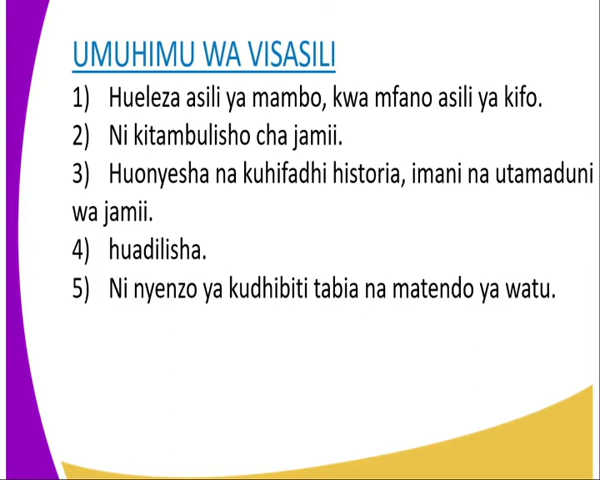 UMUHIMU WA VISASILI
1) Hueleza asili ya mambo, kwa mfano asili ya kifo.
2) Ni kitambulisho cha jamii.
3) Huonyesha na kuhifadhi historia, imani na utamaduni
wa jamii.
4) huadilisha.
5) Ni nyenzo ya kudhibiti tabia na matendo ya watu.